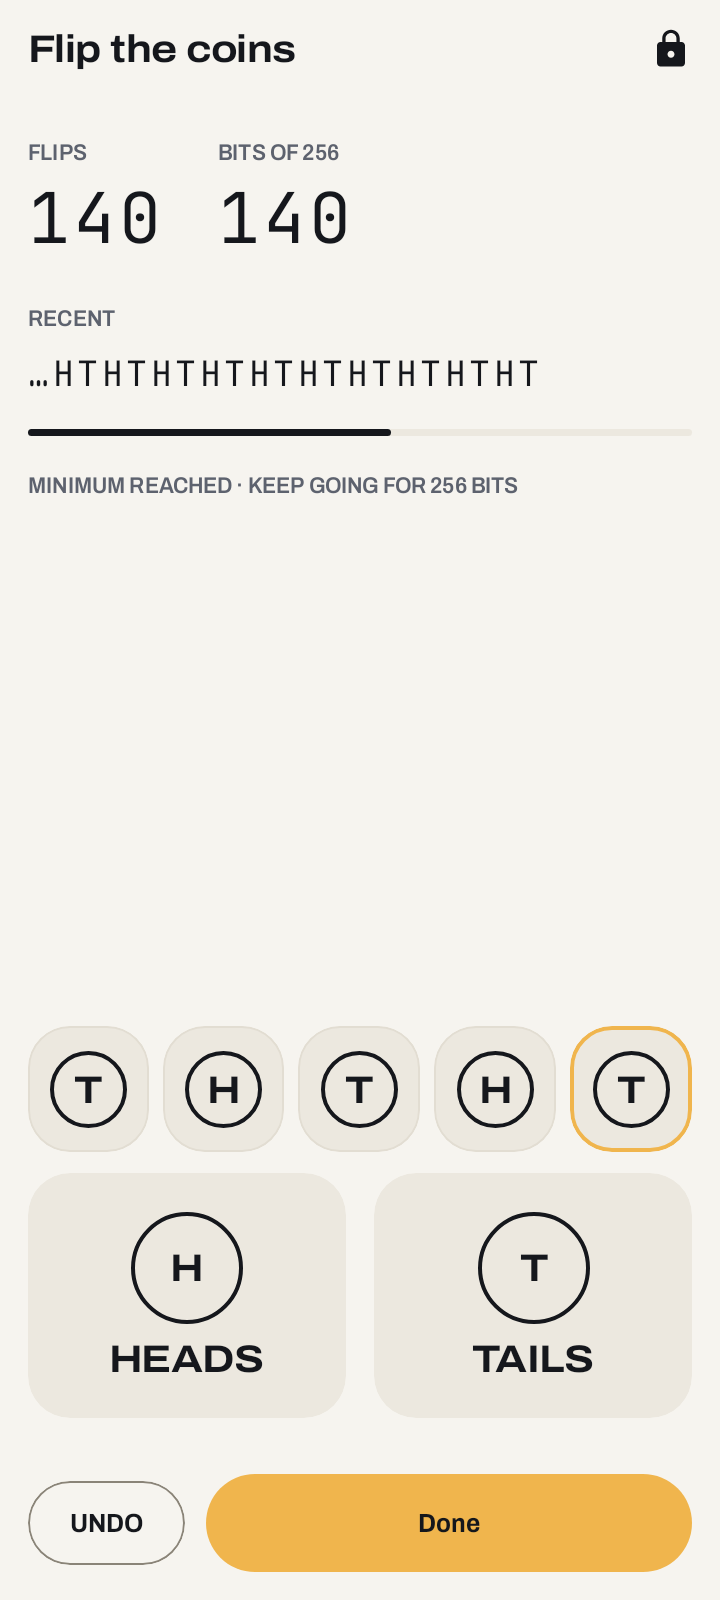 Flip the coins
FLIPS BITS OF 256
140 140
RECENT
…HTHTHTHTHTHTHTHTHTHT
MINIMUM REACHED · KEEP GOING FOR 256 BITS
T H T H T
H T
HEADS TAILS
UNDO Done